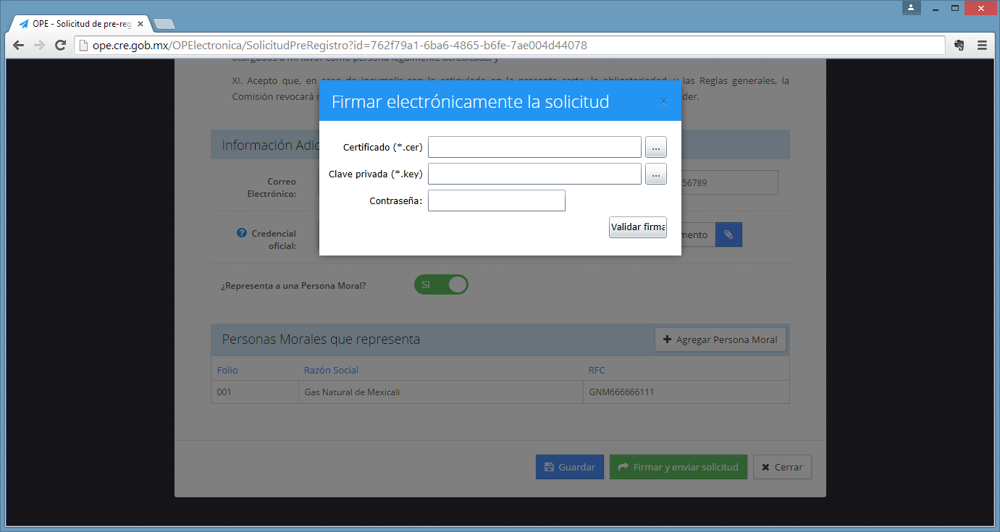 OPE - Solicitud de pre-reg
ope.cre.gob.mx/OPElectronica/SolicitudPreRegistro?id=762f79a1-6ba6-4865-b6fe-7ae004d44078
otorgados a mi favor como persona legalmente acreditada, y
XI. Acepto que, en caso de incumplir con lo estipulado en la presente carta, la obligatoriedad, y las Reglas generales, la
Comisión revocará
der.
Firmar electrónicamente la solicitud
Certificado (*.cer)
...
Clave privada (*.key)
...
Contraseña:
Validar firma
Información Adic
Correo
Electrónico:
56789
Credencial
oficial:
mento
¿Representa a una Persona Moral?
SI
Personas Morales que representa
Agregar Persona Moral
Folio Razón Social RFC
001 Gas Natural de Mexicali GNM666666111
Guardar Firmar y enviar solicitud Cerrar